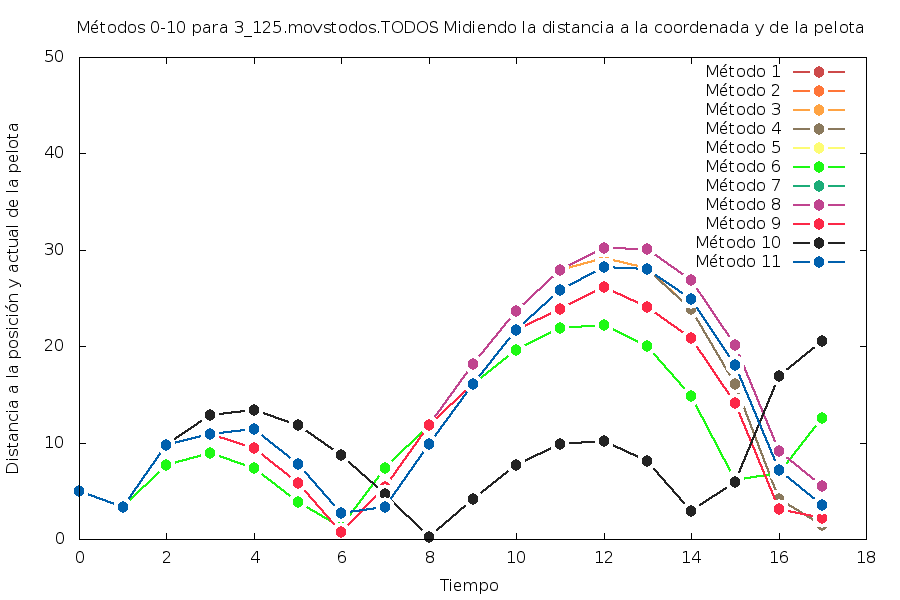 Métodos 0-10 para 3_125.movstodos.TODOS Midiendo la distancia a la coordenada y de la pelota
Distancia a la posición y actual de la pelota
50
40
30
20
10
0
Método 1
Método 2
Método 3
Método 4
Método 5
Método 6
Método 7
Método 8
Método 9
Método 10
Método 11
0 2 4 6 8 10 12 14 16 18
Tiempo